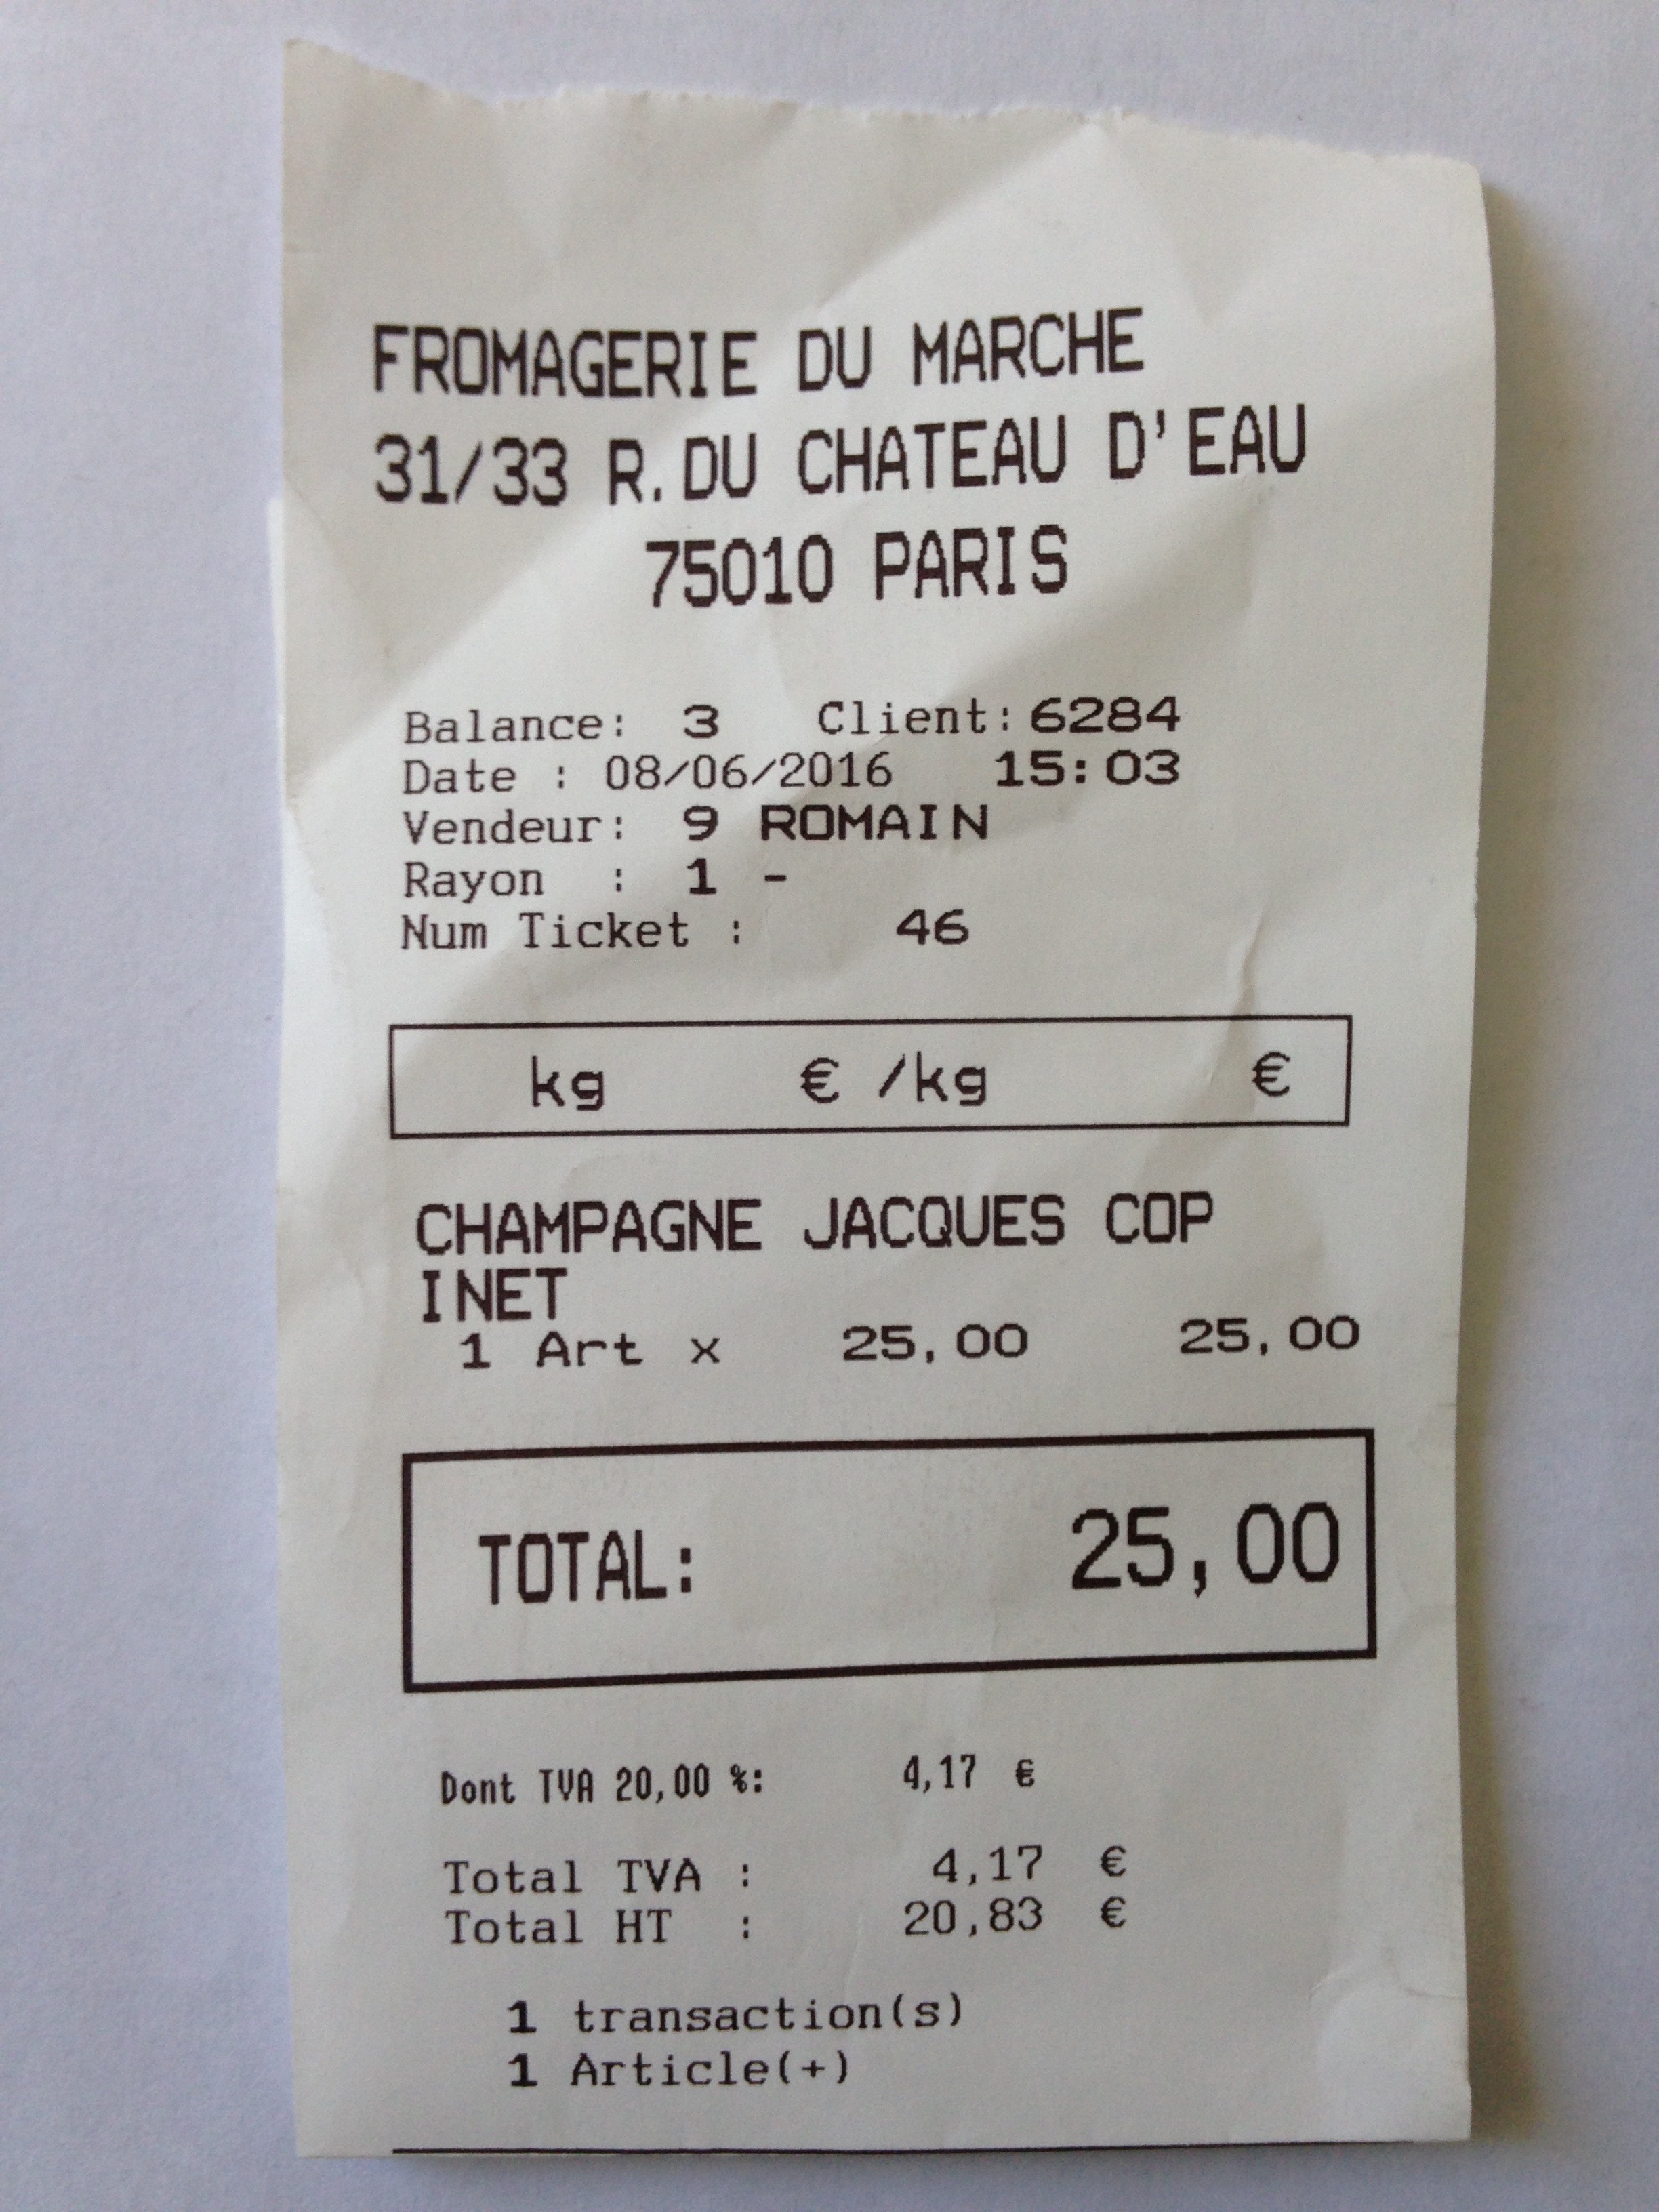 FROMAGERIE DU MARCHE
31/33 R.DU CHATEAU D'EAU
75010 PARIS
Balance: 3 Client: 6284
Date : 08/06/2016 15:03
Vendeur: 9 ROMAIN
Rayon : 1 -
Num Ticket : 46
kg € /kg €
CHAMPAGNE JACQUES COP
INET
1 Art x 25,00 25,00
TOTAL: 25,00
Dont TVA 20,00 %: 4,17 €
Total TVA : 4,17 €
Total HT : 20,83 €
1 transaction(s)
1 Article(+)